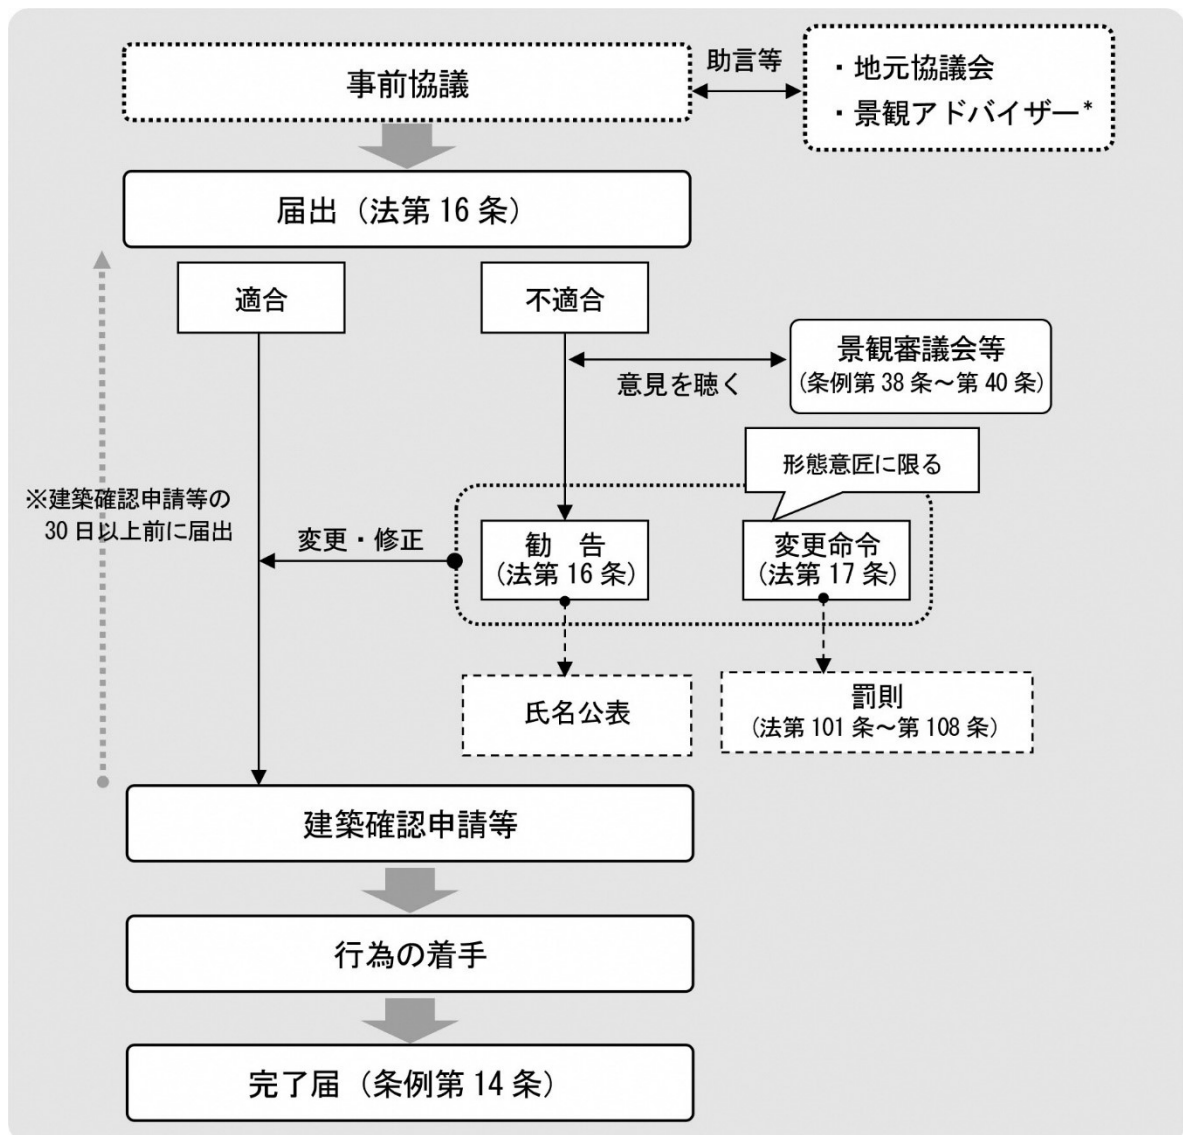 事前協議
助言等
・地元協議会
・景観アドバイザー*
届出（法第 16 条）
適合
不適合
景観審議会等
（条例第 38 条～第 40 条）
意見を聴く
形態意匠に限る
※建築確認申請等の
30 日以上前に届出
変更・修正
勧　告
（法第 16 条）
変更命令
（法第 17 条）
氏名公表
罰則
（法第 101 条～第 108 条）
建築確認申請等
行為の着手
完了届（条例第 14 条）